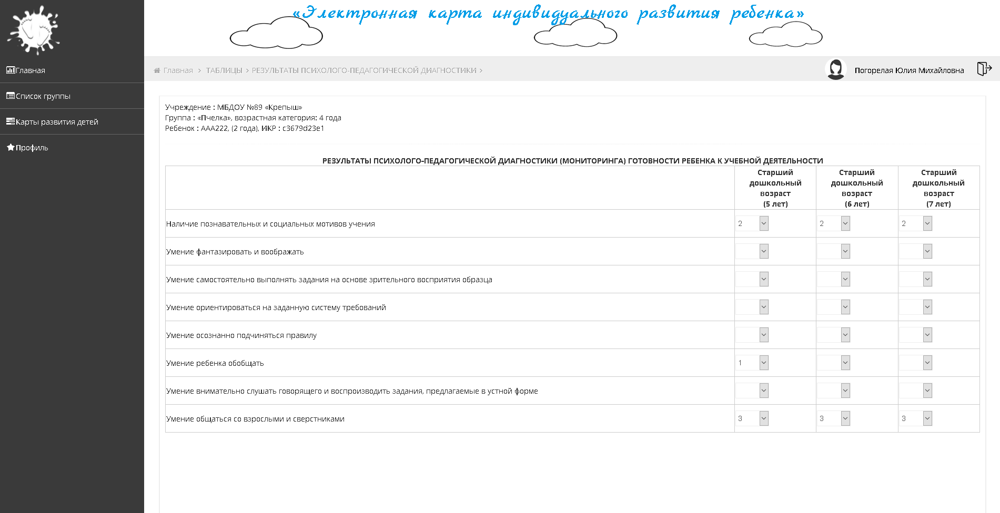 «Электронная карта индивидуального развития ребенка»
Главная
Список группы
Карты развития детей
Профиль
Главная > ТАБЛИЦЫ > РЕЗУЛЬТАТЫ ПСИХОЛОГО-ПЕДАГОГИЧЕСКОЙ ДИАГНОСТИКИ >
Погорелая Юлия Михайловна
Учреждение : МБДОУ №89 «Крепыш»
Группа : «Пчелка», возрастная категория: 4 года
Ребенок : ААА222, (2 года), ИКР : c3679d23e1
РЕЗУЛЬТАТЫ ПСИХОЛОГО-ПЕДАГОГИЧЕСКОЙ ДИАГНОСТИКИ (МОНИТОРИНГА) ГОТОВНОСТИ РЕБЕНКА К УЧЕБНОЙ ДЕЯТЕЛЬНОСТИ
Старший дошкольный возраст (5 лет)
Старший дошкольный возраст (6 лет)
Старший дошкольный возраст (7 лет)
Наличие познавательных и социальных мотивов учения 2 2 2
Умение фантазировать и воображать
Умение самостоятельно выполнять задания на основе зрительного восприятия образца
Умение ориентироваться на заданную систему требований
Умение осознанно подчиняться правилу
Умение ребенка обобщать 1
Умение внимательно слушать говорящего и воспроизводить задания, предлагаемые в устной форме
Умение общаться со взрослыми и сверстниками 3 3 3